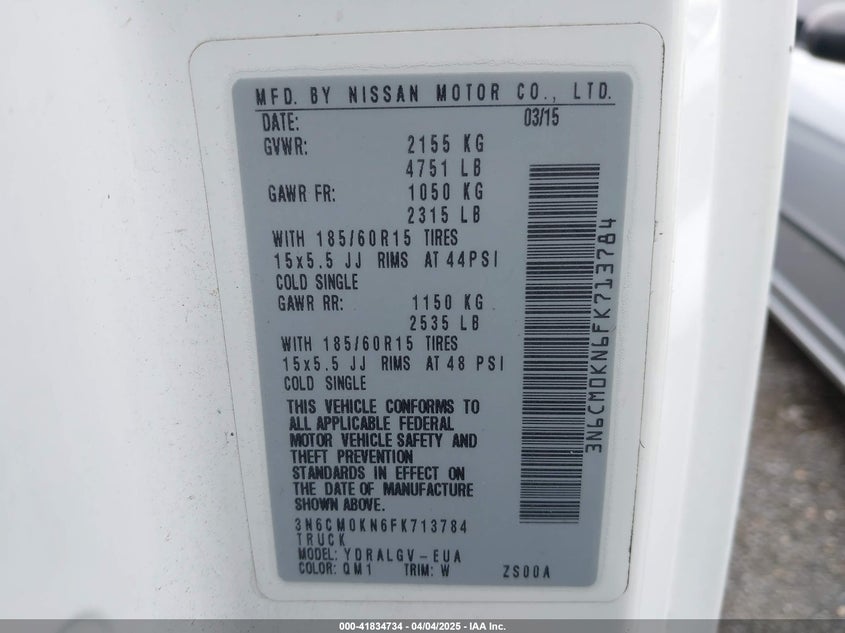 MFD. BY NISSAN MOTOR CO., LTD.
DATE: 03/15
GVWR: 2155 KG
4751 LB
GAWR FR: 1050 KG
2315 LB
WITH 185/60R15 TIRES
15x5.5 JJ RIMS AT 44PSI
COLD SINGLE
GAWR RR: 1150 KG
2535 LB
WITH 185/60R15 TIRES
15x5.5 JJ RIMS AT 48 PSI
COLD SINGLE
THIS VEHICLE CONFORMS TO
ALL APPLICABLE FEDERAL
MOTOR VEHICLE SAFETY AND
THEFT PREVENTION
STANDARDS IN EFFECT ON
THE DATE OF MANUFACTURE
SHOWN ABOVE.
3N6CM0KN6FK713784
TRUCK
MODEL: YDRALGV-EUA
COLOR: QM1 TRIM: W ZS00A
3N6CM0KN6FK713784
000-41834734 - 04/04/2025 - IAA Inc.